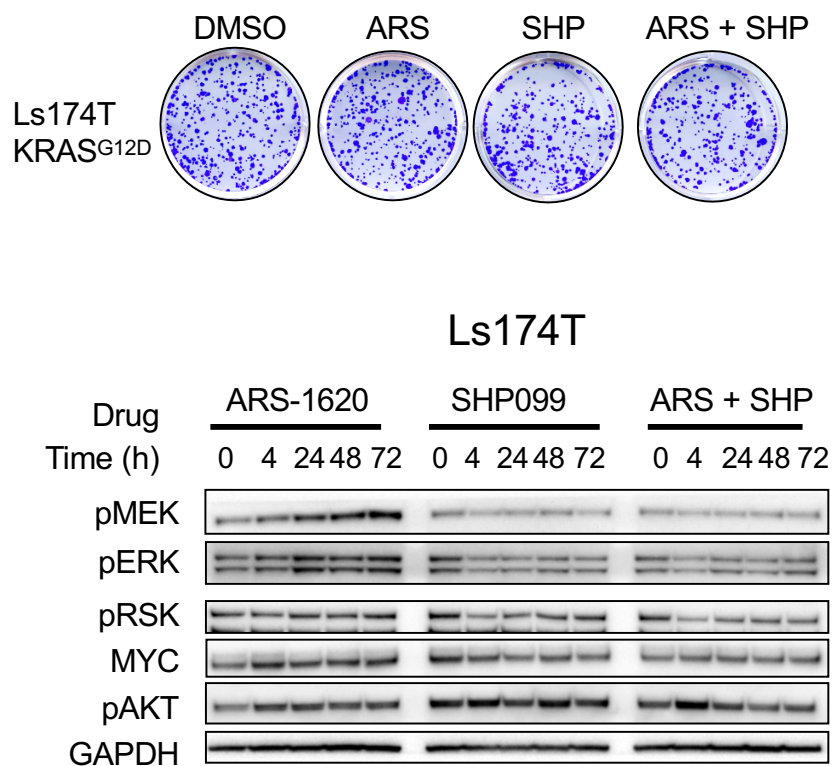 DMSO ARS SHP ARS + SHP
Ls174T
KRASG12D
Ls174T
Drug ARS-1620 SHP099 ARS + SHP
Time (h) 0 4 24 48 72 0 4 24 48 72 0 4 24 48 72
pMEK
pERK
pRSK
MYC
pAKT
GAPDH